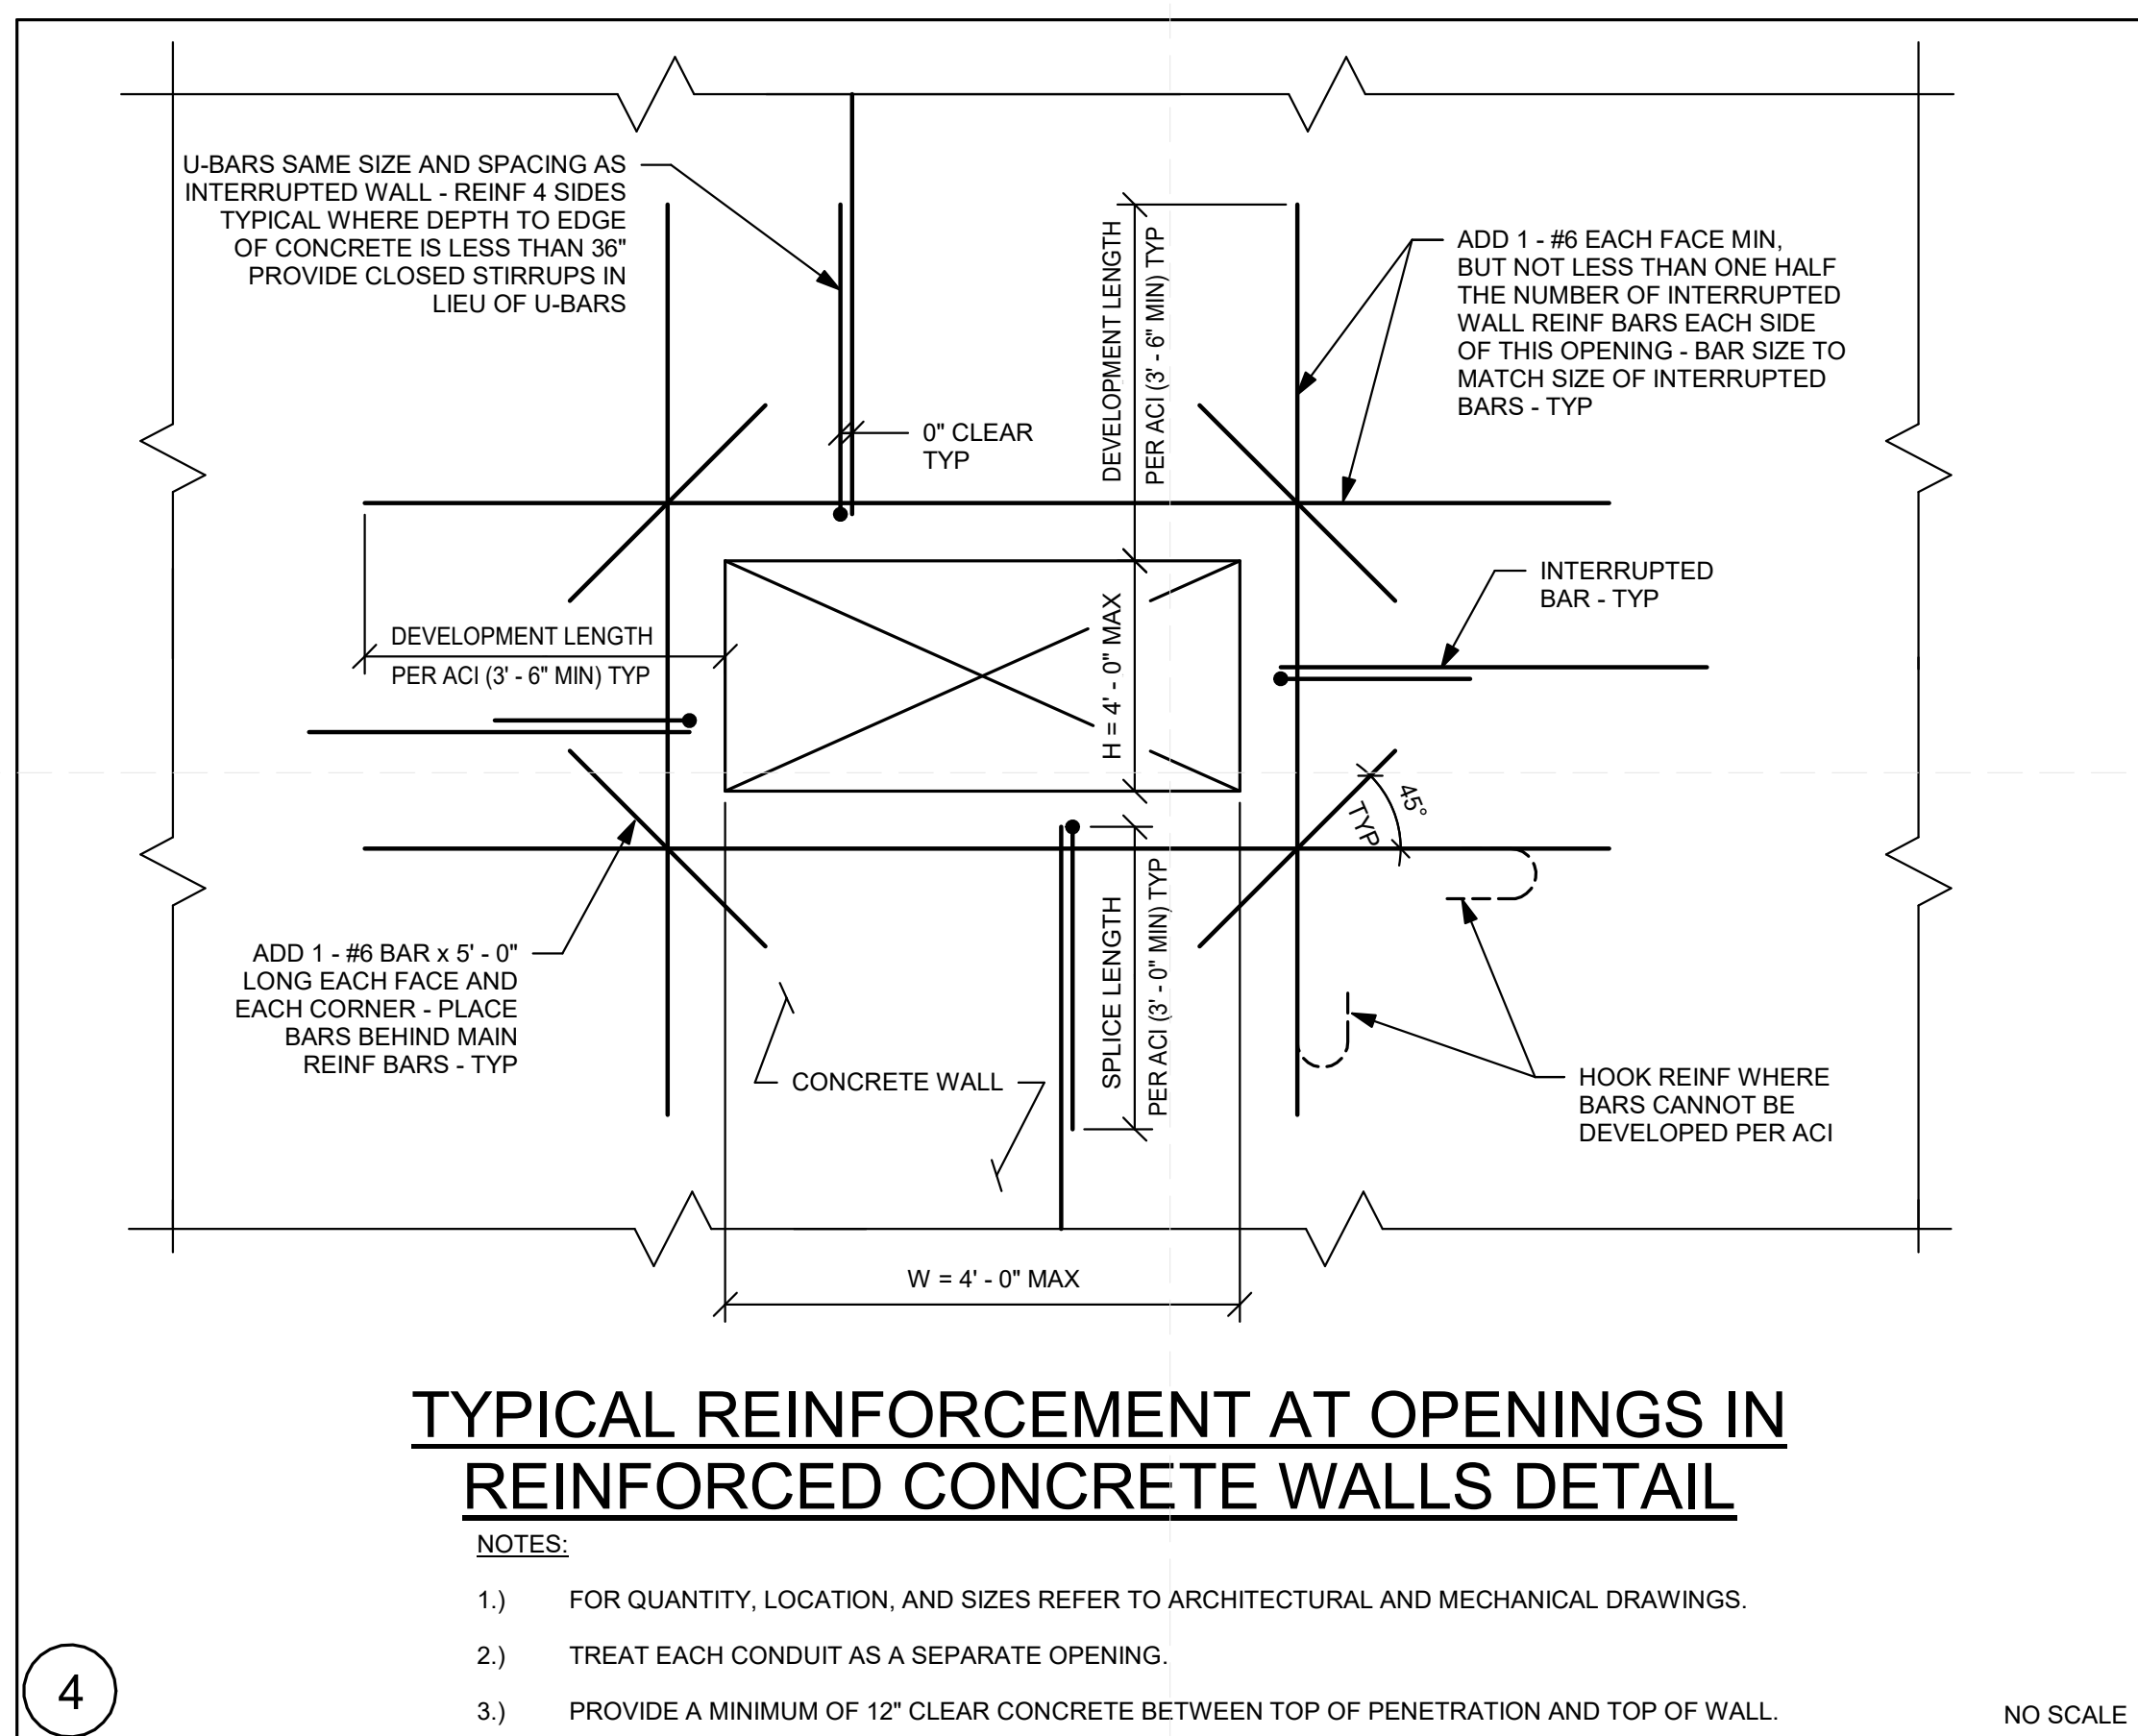 U-BARS SAME SIZE AND SPACING AS
INTERRUPTED WALL - REINF 4 SIDES
TYPICAL WHERE DEPTH TO EDGE
OF CONCRETE IS LESS THAN 36"
PROVIDE CLOSED STIRRUPS IN
LIEU OF U-BARS
0" CLEAR
TYP
DEVELOPMENT LENGTH
PER ACI (3' - 6" MIN) TYP
ADD 1 - #6 EACH FACE MIN,
BUT NOT LESS THAN ONE HALF
THE NUMBER OF INTERRUPTED
WALL REINF BARS EACH SIDE
OF THIS OPENING - BAR SIZE TO
MATCH SIZE OF INTERRUPTED
BARS - TYP
INTERRUPTED
BAR - TYP
DEVELOPMENT LENGTH
PER ACI (3' - 6" MIN) TYP
H = 4' - 0" MAX
45°
TYP
ADD 1 - #6 BAR x 5' - 0"
LONG EACH FACE AND
EACH CORNER - PLACE
BARS BEHIND MAIN
REINF BARS - TYP
CONCRETE WALL
SPLICE LENGTH
PER ACI (3' - 0" MIN) TYP
HOOK REINF WHERE
BARS CANNOT BE
DEVELOPED PER ACI
W = 4' - 0" MAX
TYPICAL REINFORCEMENT AT OPENINGS IN
REINFORCED CONCRETE WALLS DETAIL
NOTES:
1.) FOR QUANTITY, LOCATION, AND SIZES REFER TO ARCHITECTURAL AND MECHANICAL DRAWINGS.
2.) TREAT EACH CONDUIT AS A SEPARATE OPENING.
3.) PROVIDE A MINIMUM OF 12" CLEAR CONCRETE BETWEEN TOP OF PENETRATION AND TOP OF WALL.
4
NO SCALE